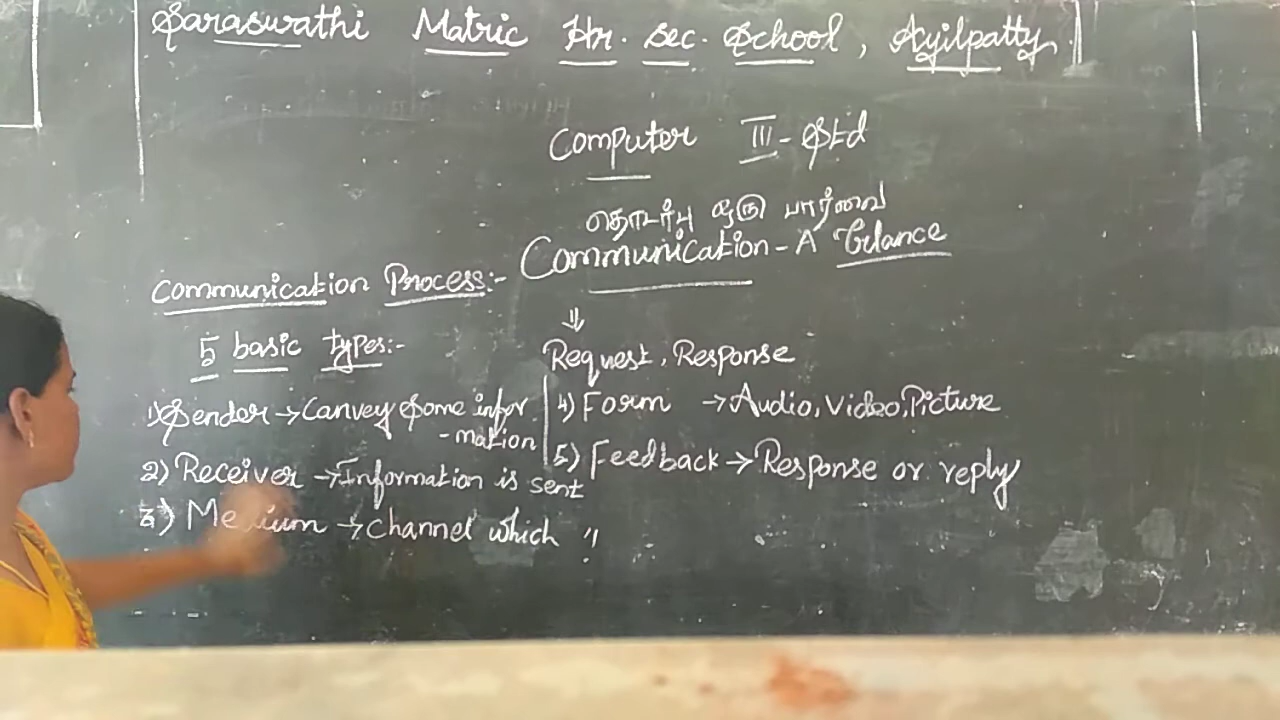 Saraswathi Matric Hr. Sec. School, Ayilpatty
Computer III - Std
தொடர்பு ஒரு பார்வை
Communication - A Glance
Communication Process:-
5 basic types:-
1) Sender → Canvey Some infor
-mation
2) Receiver → Information is sent
3) Medium → Channel which "
⇓
Request, Response
4) Form → Audio, Video, Picture
5) Feedback → Response or reply